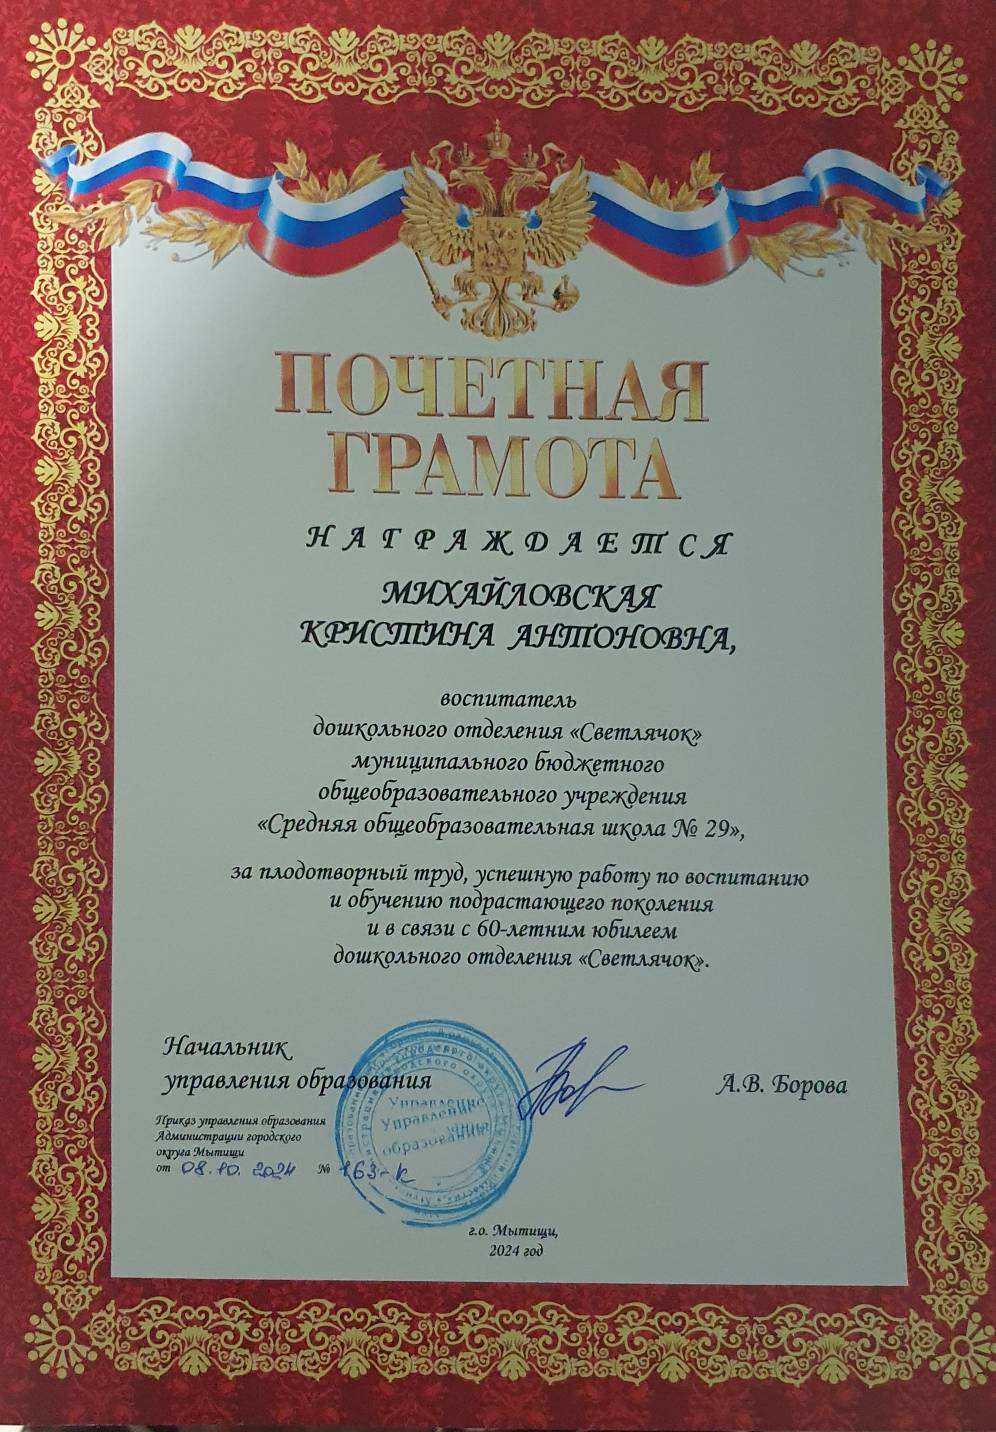 ПОЧЕТНАЯ
ГРАМОТА
НАГРАЖДАЕТСЯ
МИХАЙЛОВСКАЯ
КРИСТИНА АНТОНОВНА,
воспитатель
дошкольного отделения «Светлячок»
муниципального бюджетного
общеобразовательного учреждения
«Средняя общеобразовательная школа № 29»,
за плодотворный труд, успешную работу по воспитанию
и обучению подрастающего поколения
и в связи с 60-летним юбилеем
дошкольного отделения «Светлячок».
Начальник
управления образования
А.В. Борова
Приказ управления образования
Администрации городского
округа Мытищи
от 08.10.2024 № 163-к
Управление
образования
г.о. Мытищи,
2024 год